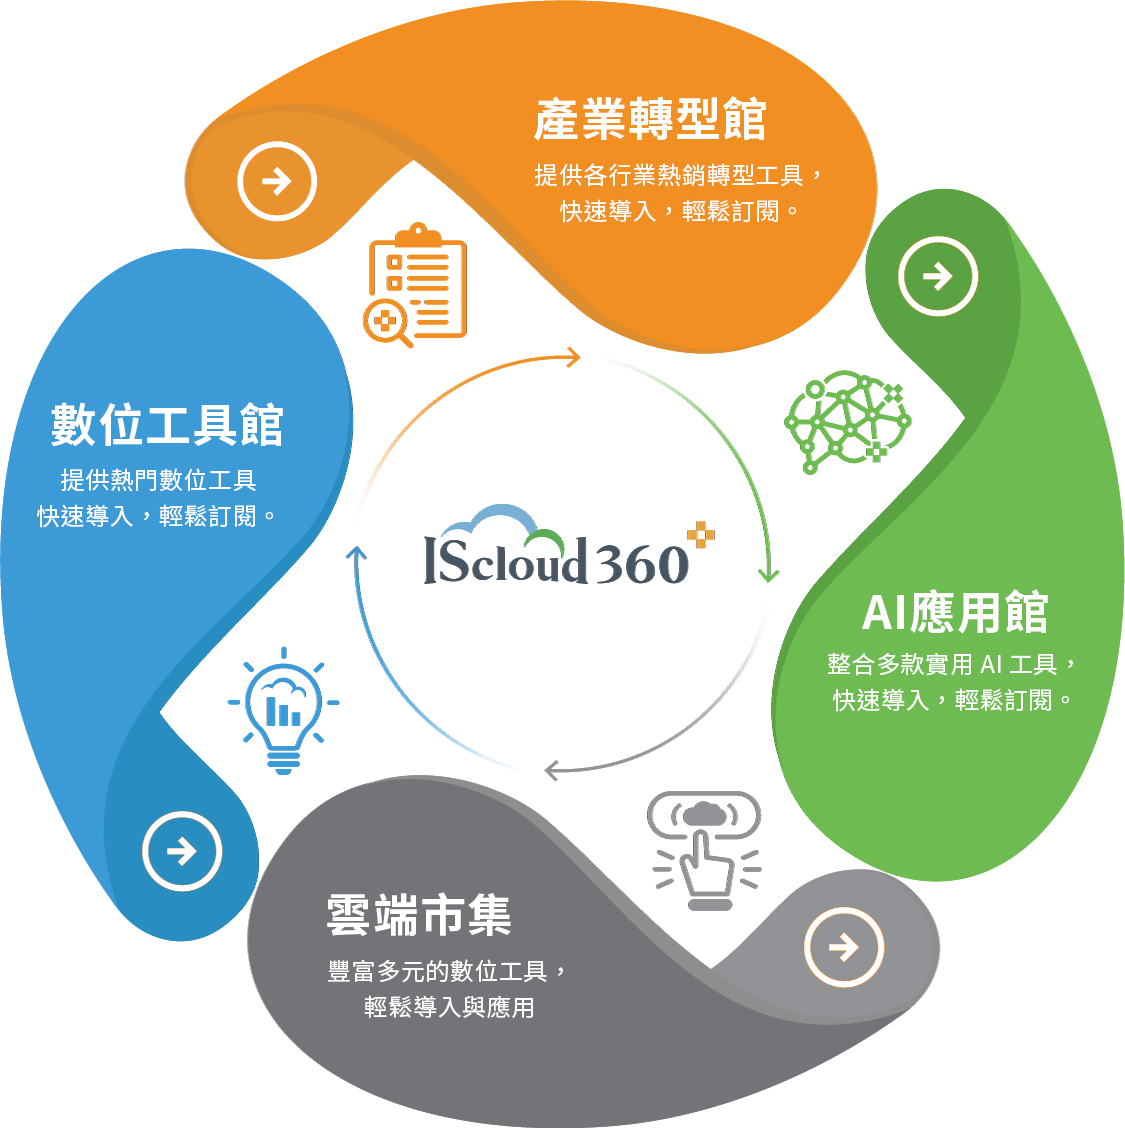 產業轉型館
提供各行業熱銷轉型工具，
快速導入，輕鬆訂閱。
數位工具館
提供熱門數位工具
快速導入，輕鬆訂閱。
IScloud360
AI應用館
整合多款實用 AI 工具，
快速導入，輕鬆訂閱。
雲端市集
豐富多元的數位工具，
輕鬆導入與應用